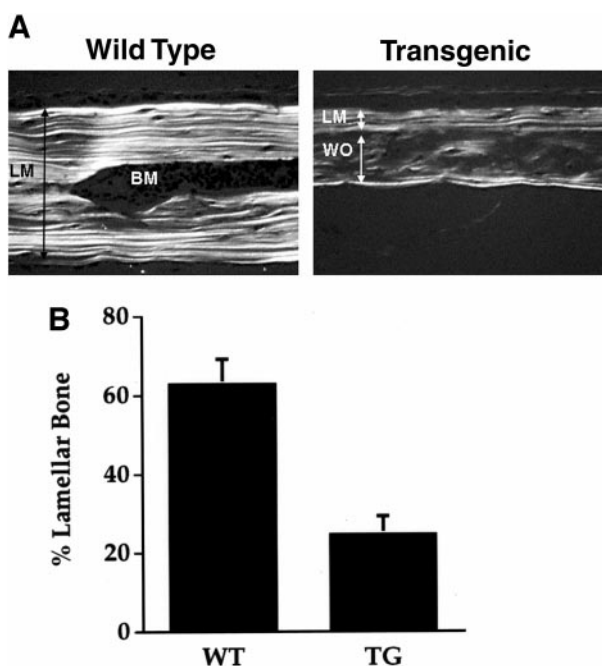 A
Wild Type
Transgenic
LM
BM
LM
WO
B
% Lamellar Bone
80
60
40
20
0
WT
TG